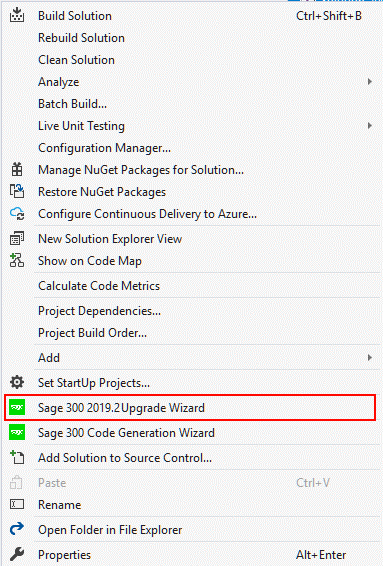 Build Solution Ctrl+Shift+B
Rebuild Solution
Clean Solution
Analyze
Batch Build...
Live Unit Testing
Configuration Manager...
Manage NuGet Packages for Solution...
Restore NuGet Packages
Configure Continuous Delivery to Azure...
New Solution Explorer View
Show on Code Map
Calculate Code Metrics
Project Dependencies...
Project Build Order...
Add
Set StartUp Projects...
Sage 300 2019.2Upgrade Wizard
Sage 300 Code Generation Wizard
Add Solution to Source Control...
Paste Ctrl+V
Rename
Open Folder in File Explorer
Properties Alt+Enter